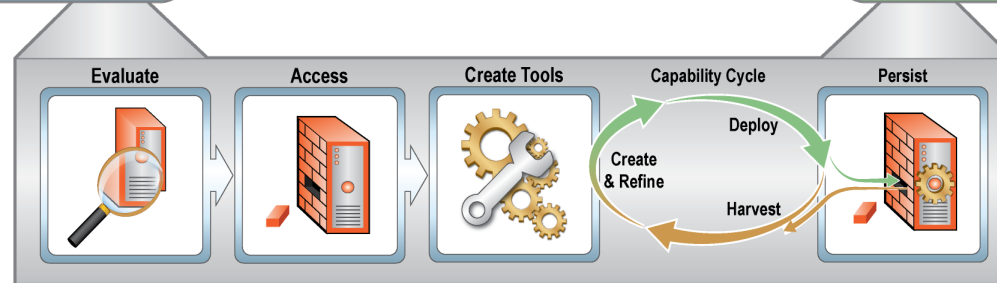 Evaluate
Access
Create Tools
Capability Cycle
Persist
Deploy
Create
& Refine
Harvest